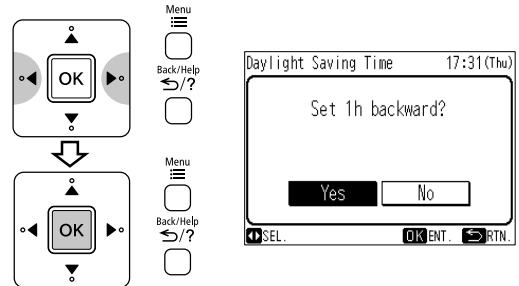 Menu
OK
Back/Help
/?
Menu
OK
Back/Help
/?
Daylight Saving Time 17:31(Thu)
Set 1h backward?
Yes No
SEL. OK ENT. RTN.